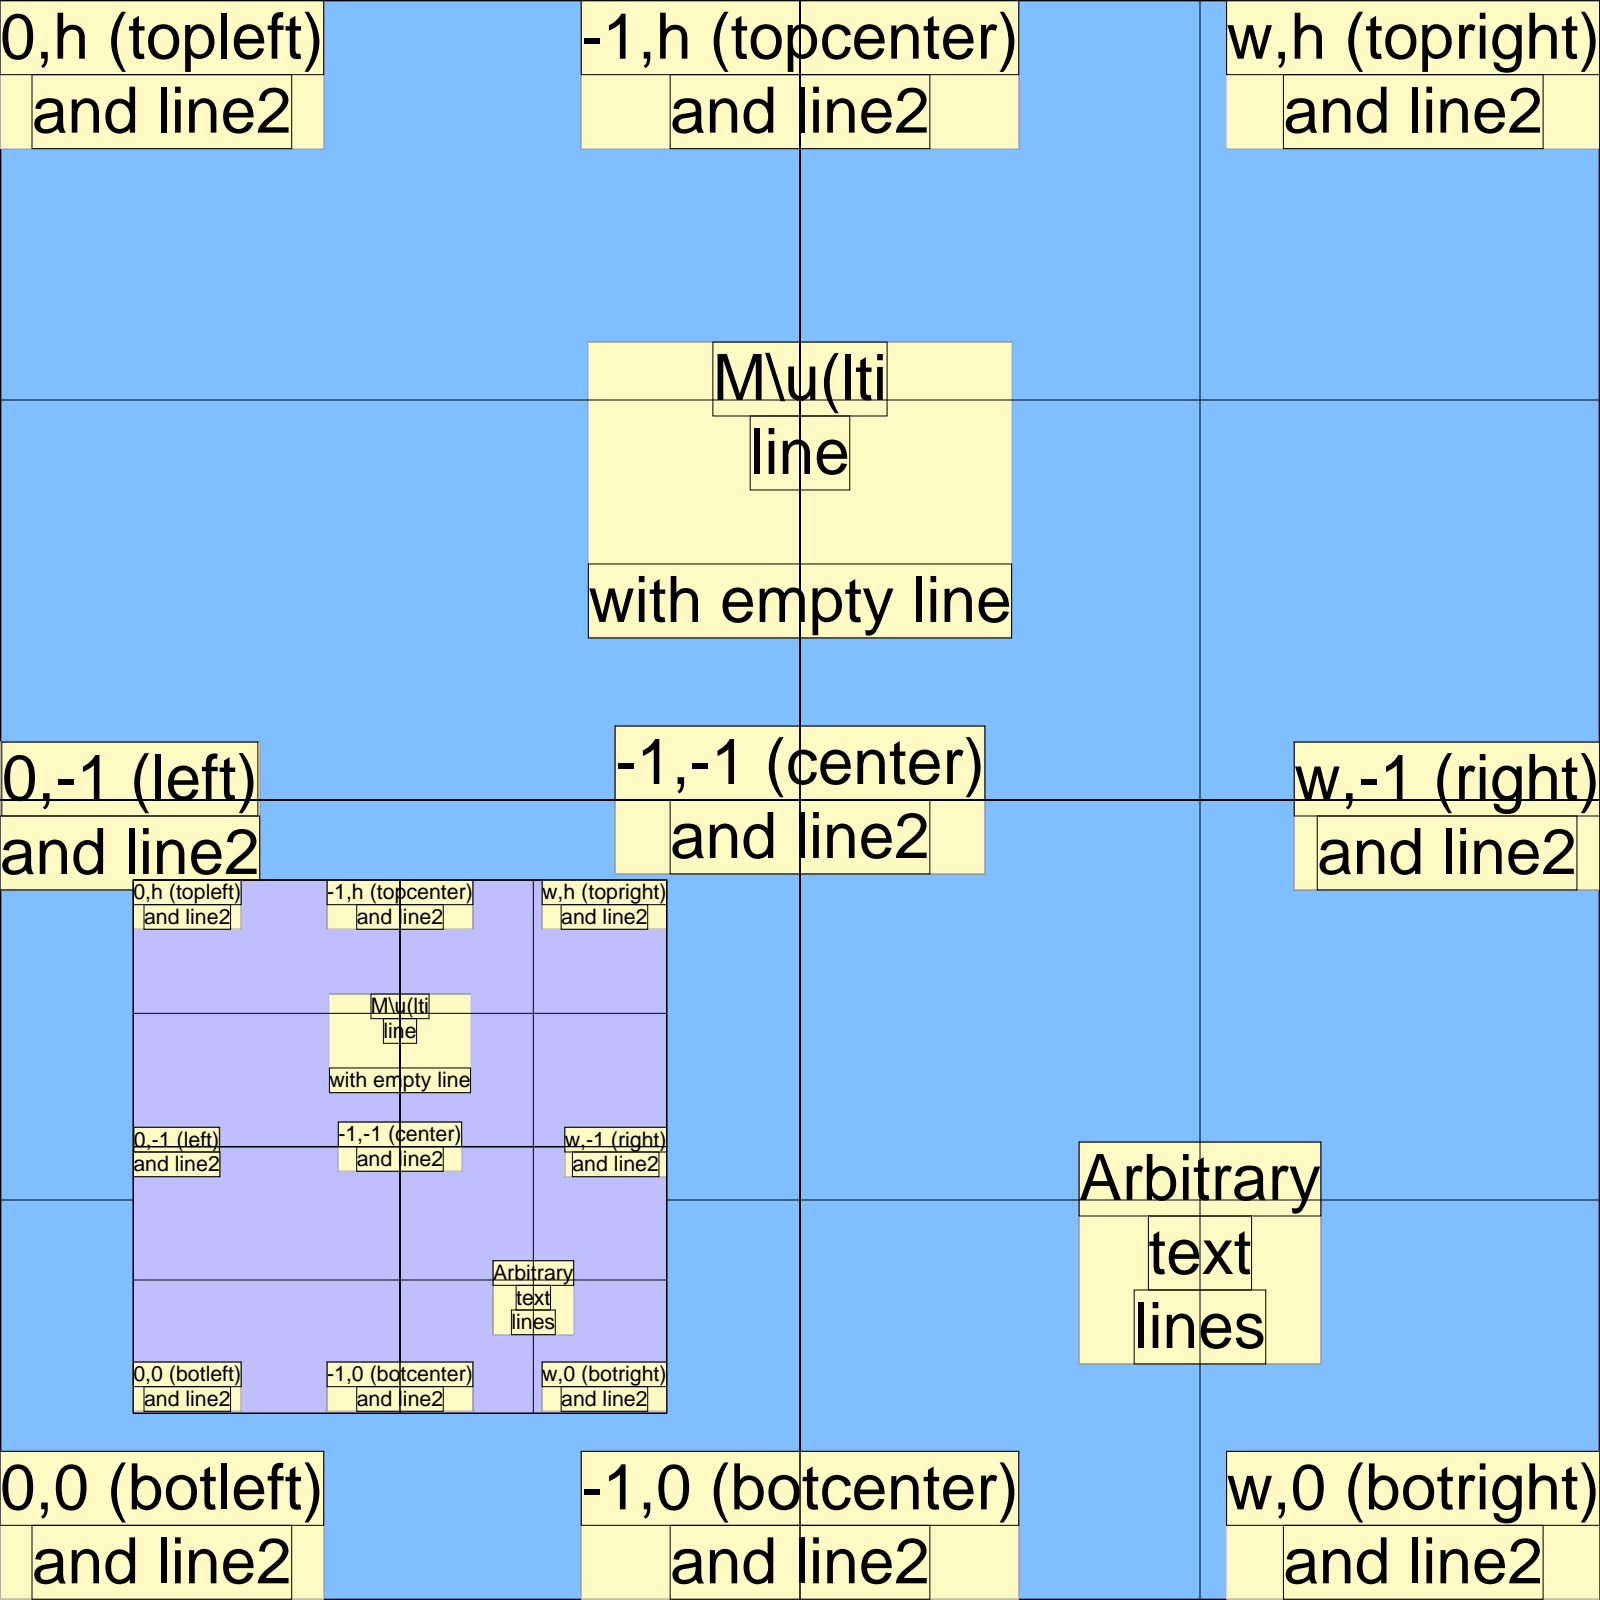 0,h (topleft)
and line2
-1,h (topcenter)
and line2
w,h (topright)
and line2
M\u(lti
line
with empty line
0,-1 (left)
and line2
-1,-1 (center)
and line2
w,-1 (right)
and line2
0,h (topleft)
and line2
-1,h (topcenter)
and line2
w,h (topright)
and line2
M\u(lti
line
with empty line
0,-1 (left)
and line2
-1,-1 (center)
and line2
w,-1 (right)
and line2
Arbitrary
text
lines
0,0 (botleft)
and line2
-1,0 (botcenter)
and line2
w,0 (botright)
and line2
Arbitrary
text
lines
0,0 (botleft)
and line2
-1,0 (botcenter)
and line2
w,0 (botright)
and line2